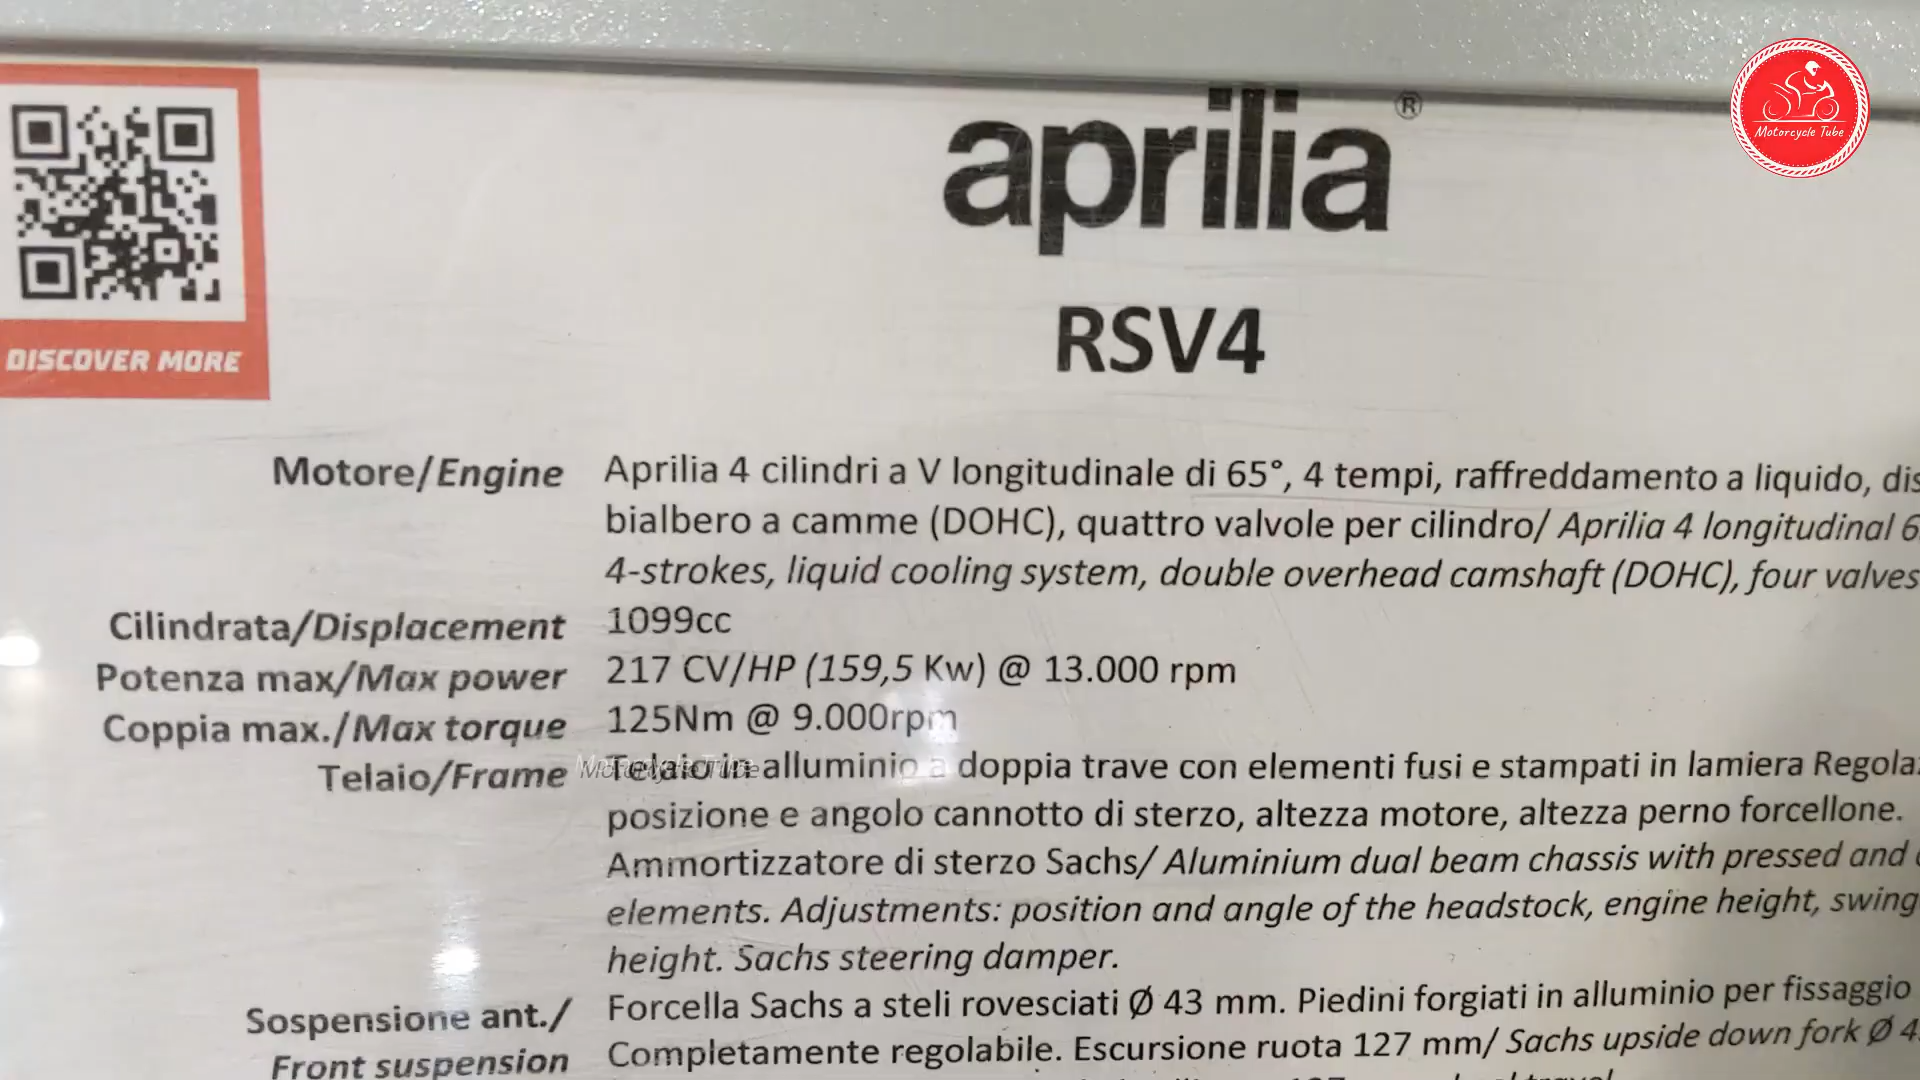 aprilia®
Motorcycle Tube
RSV4
DISCOVER MORE
Motore/Engine Aprilia 4 cilindri a V longitudinale di 65°, 4 tempi, raffreddamento a liquido,
bialbero a camme (DOHC), quattro valvole per cilindro/ Aprilia 4 longitudinal
4-strokes, liquid cooling system, double overhead camshaft (DOHC), four valves
Cilindrata/Displacement 1099cc
Potenza max/Max power 217 CV/HP (159,5 Kw) @ 13.000 rpm
Coppia max./Max torque 125Nm @ 9.000rpm
Telaio/Frame Telaio in alluminio a doppia trave con elementi fusi e stampati in lamiera
Motorcycle Tube
posizione e angolo cannotto di sterzo, altezza motore, altezza perno forcellone.
Ammortizzatore di sterzo Sachs/ Aluminium dual beam chassis with pressed and
elements. Adjustments: position and angle of the headstock, engine height, swing
height. Sachs steering damper.
Sospensione ant./ Forcella Sachs a steli rovesciati Ø 43 mm. Piedini forgiati in alluminio per fissaggio
Front suspension Completamente regolabile. Escursione ruota 127 mm/ Sachs upside down fork Ø